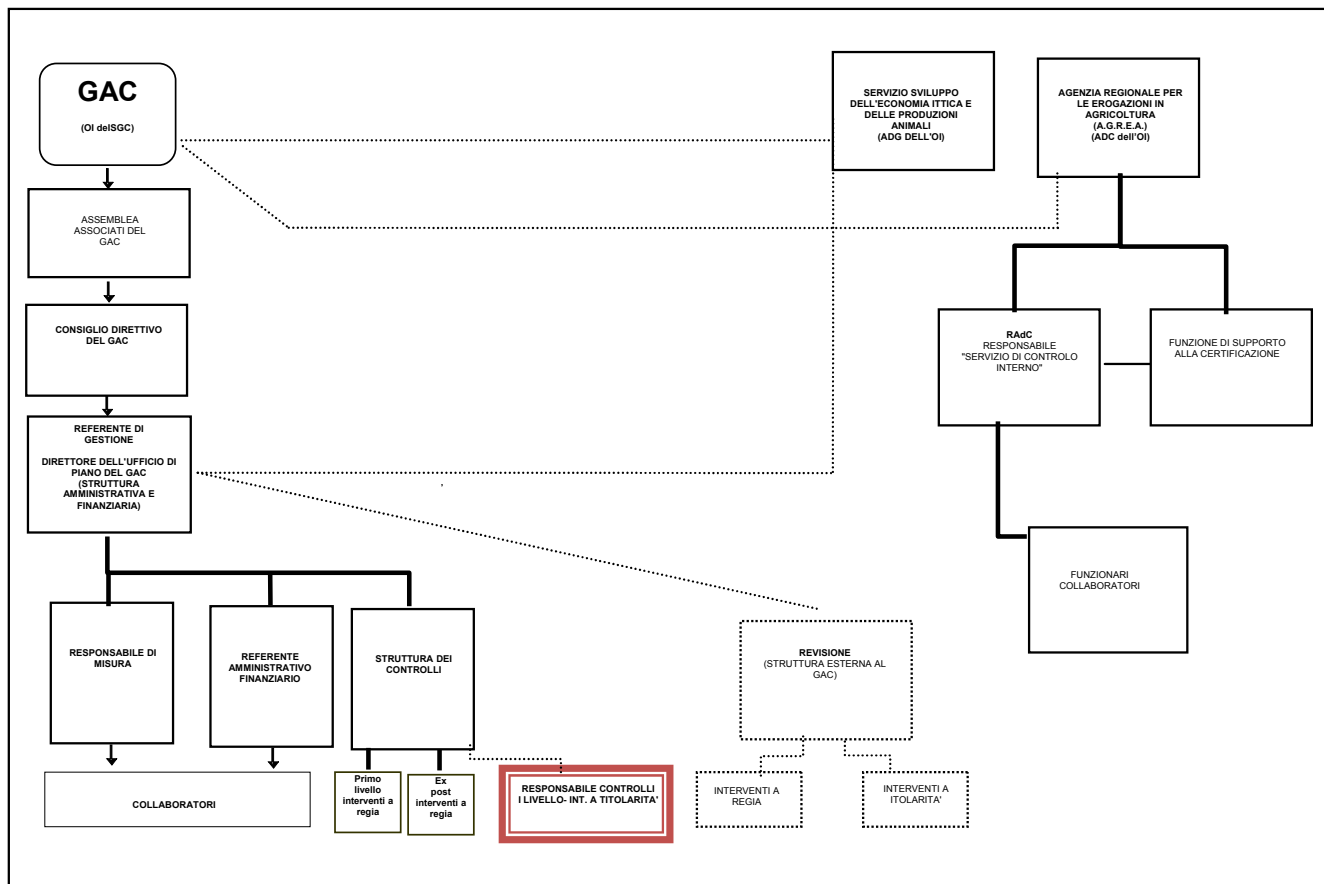 GAC
(OI delSGC)
SERVIZIO SVILUPPO
DELL'ECONOMIA ITTICA E
DELLE PRODUZIONI
ANIMALI
(ADG DELL'OI)
AGENZIA REGIONALE PER
LE EROGAZIONI IN
AGRICOLTURA
(A.G.R.E.A.)
(ADC dell'OI)
ASSEMBLEA
ASSOCIATI DEL
GAC
CONSIGLIO DIRETTIVO
DEL GAC
RAdC
RESPONSABILE
"SERVIZIO DI CONTROLO
INTERNO"
FUNZIONE DI SUPPORTO
ALLA CERTIFICAZIONE
REFERENTE DI
GESTIONE
DIRETTORE DELL'UFFICIO DI
PIANO DEL GAC
(STRUTTURA
AMMINISTRATIVA E
FINANZIARIA)
FUNZIONARI
COLLABORATORI
RESPONSABILE DI
MISURA
REFERENTE
AMMINISTRATIVO
FINANZIARIO
STRUTTURA DEI
CONTROLLI
REVISIONE
(STRUTTURA ESTERNA AL
GAC)
COLLABORATORI
Primo
livello
interventi a
regia
Ex
post
interventi a
regia
RESPONSABILE CONTROLLI
I LIVELLO- INT. A TITOLARITA'
INTERVENTI A
REGIA
INTERVENTI A
ITOLARITA'